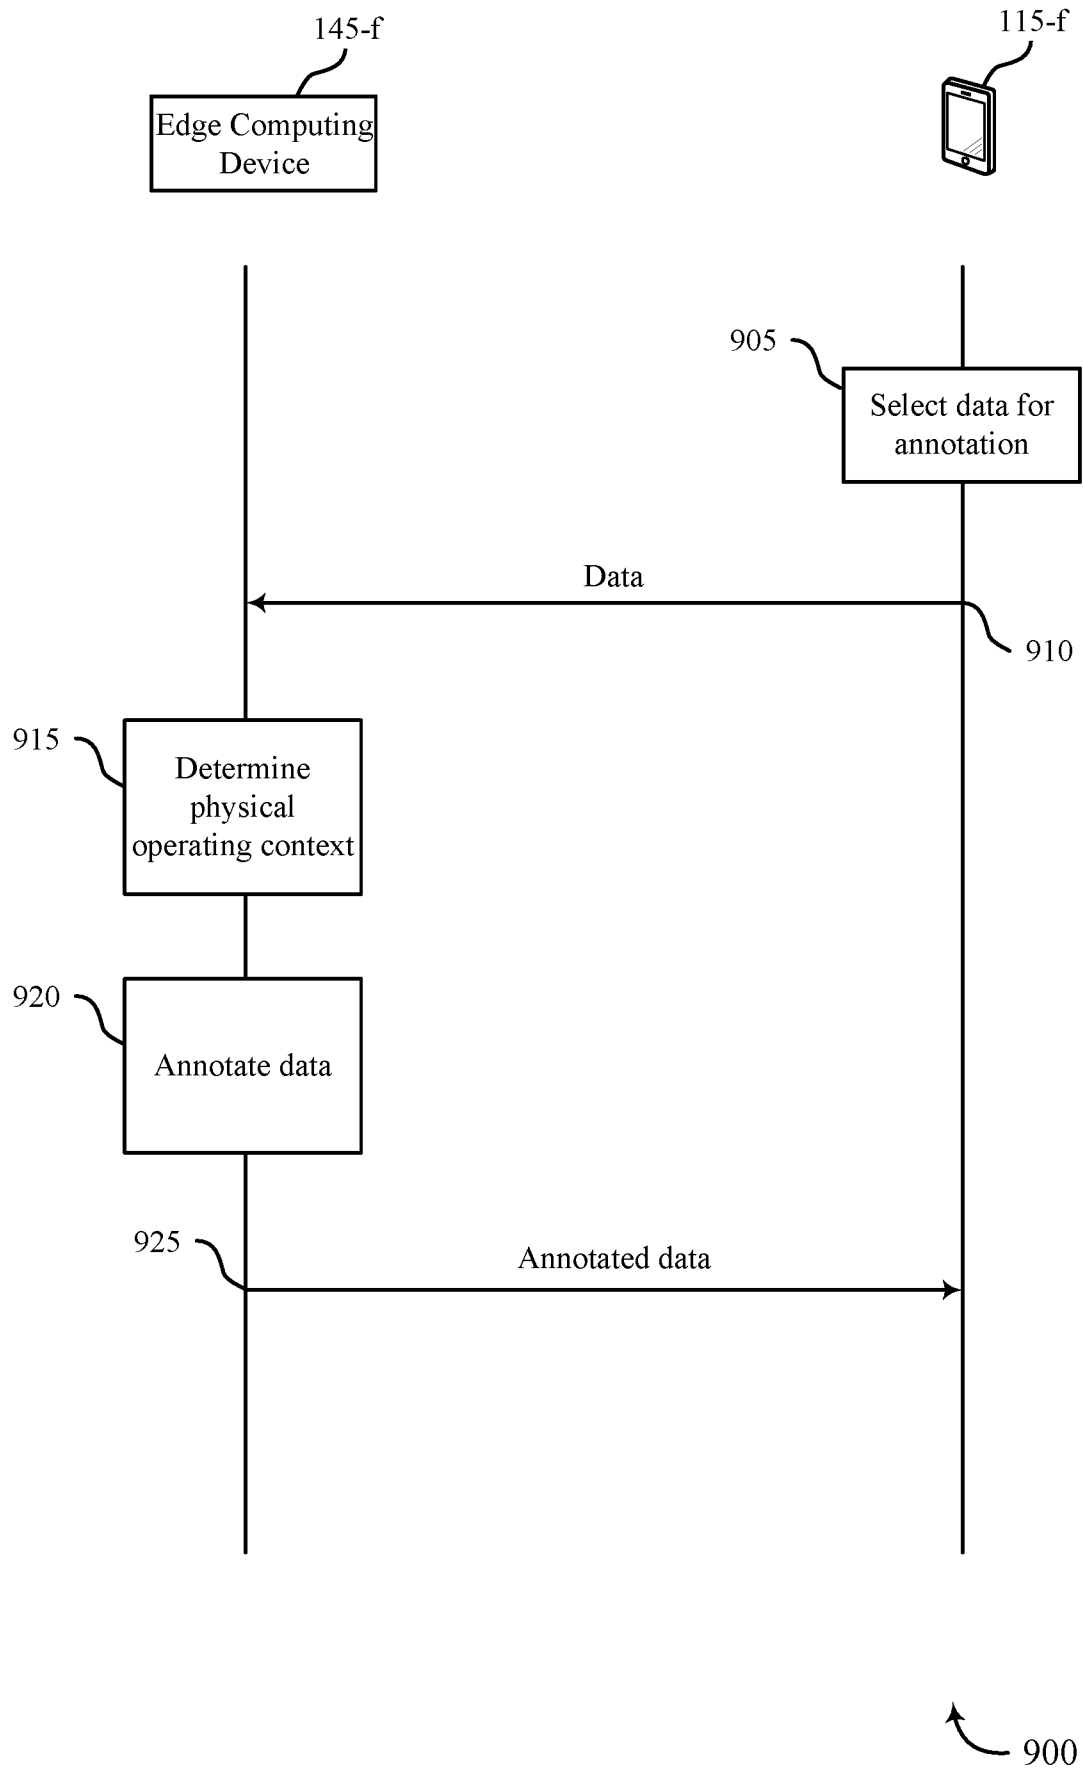 145-f
115-f
Edge Computing
Device
905
Select data for
annotation
Data
910
915
Determine
physical
operating context
920
Annotate data
925
Annotated data
900